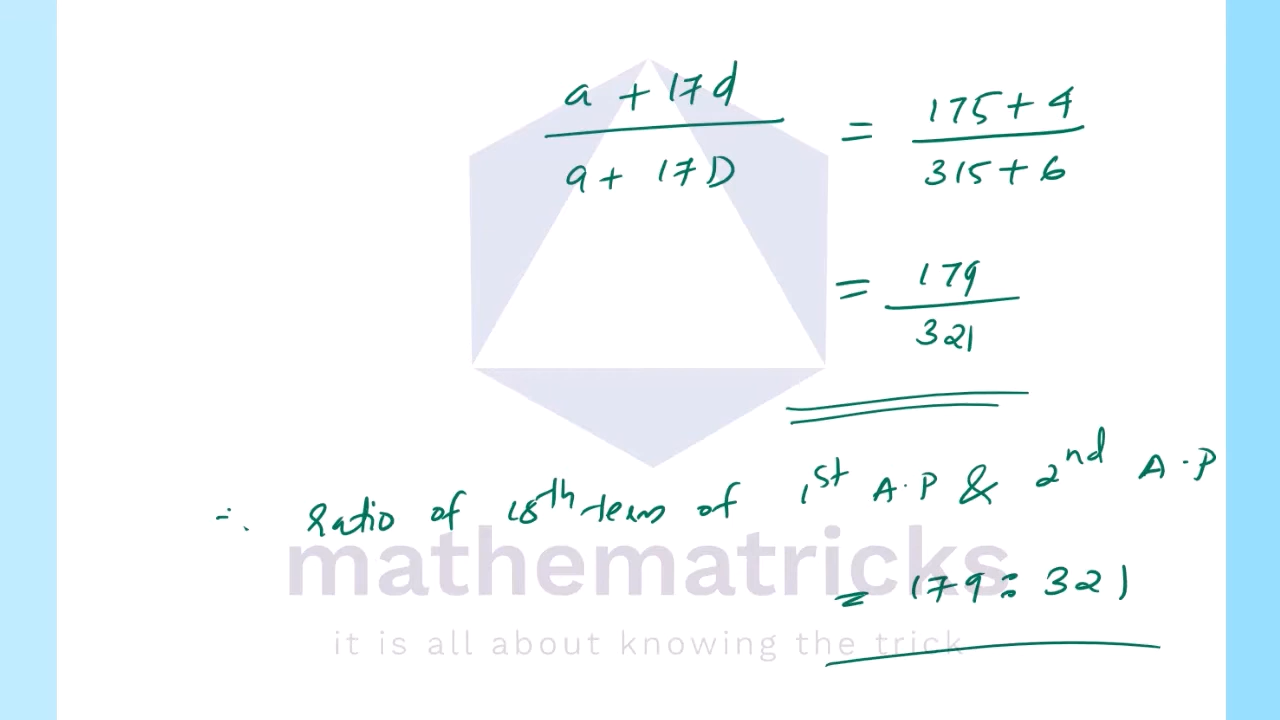 a + 17d = 175 + 4
a + 17D 315 + 6
= 179
321
∴ Ratio of 18th term of 1st A.P & 2nd A.P
mathematricks
= 179 : 321
it is all about knowing the trick